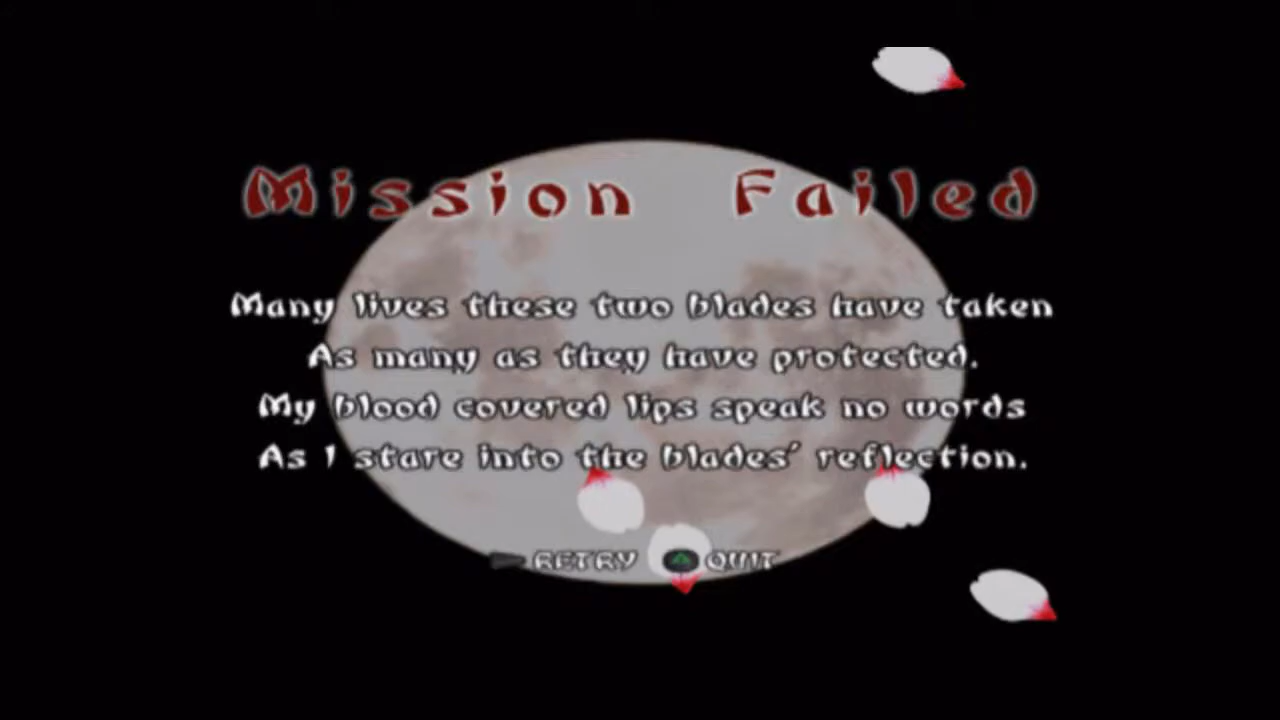 Mission Failed
Many lives these two blades have taken
As many as they have protected.
My blood covered lips speak no words
As I stare into the blades' reflection.
RETRY QUIT